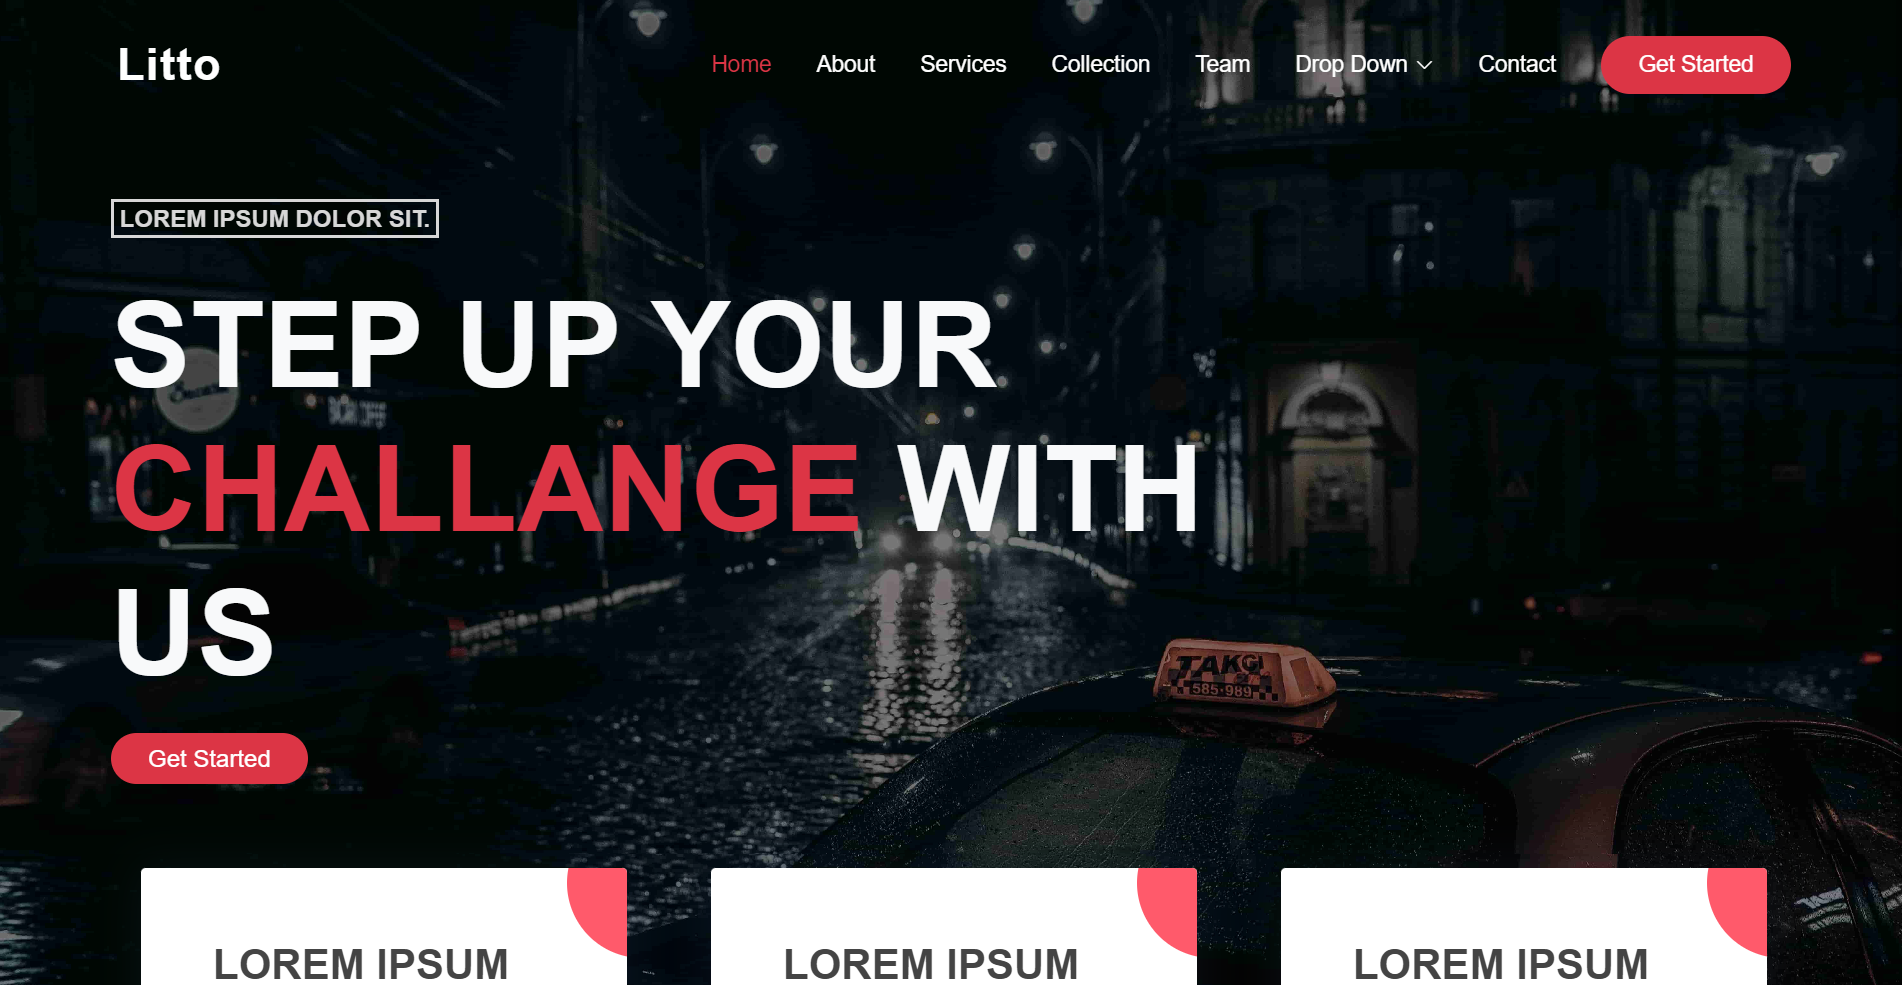 Litto
Home About Services Collection Team Drop Down Contact Get Started
LOREM IPSUM DOLOR SIT.
STEP UP YOUR
CHALLANGE WITH
US
TAKGI
585-989
Get Started
LOREM IPSUM LOREM IPSUM LOREM IPSUM